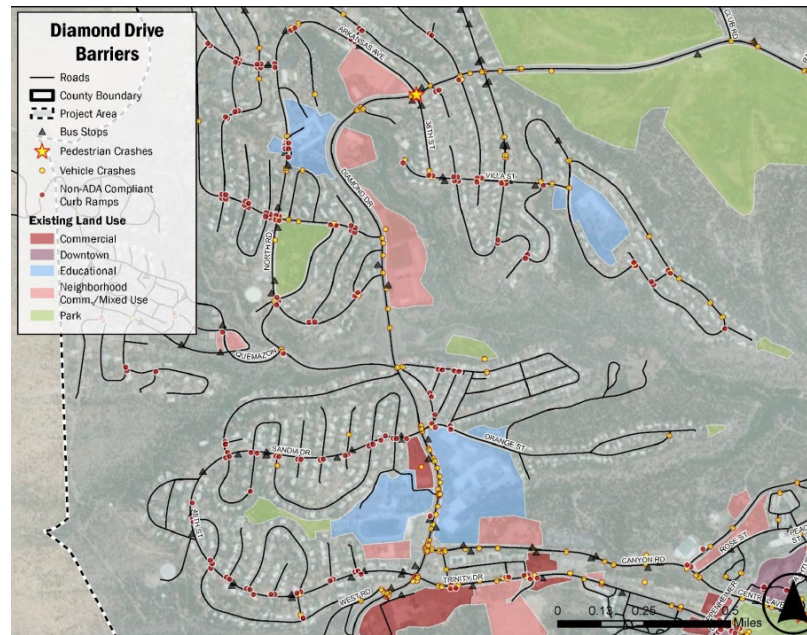 Diamond Drive
Barriers
Roads
County Boundary
Project Area
Bus Stops
Pedestrian Crashes
Vehicle Crashes
Non-ADA Compliant
Curb Ramps
Existing Land Use
Commercial
Downtown
Educational
Neighborhood
Comm./Mixed Use
Park
ARKANSAS AVE
CLUB RD
38TH ST
VILLA ST
DIAMOND DR
NORTH RD
QUEMAZON
ORANGE ST
SANDIA DR
48TH ST
ROSE ST
CANYON RD
TRINITY DR
WEST RD
CENTRAL AVE
0 0.13 0.25 0.5
Miles